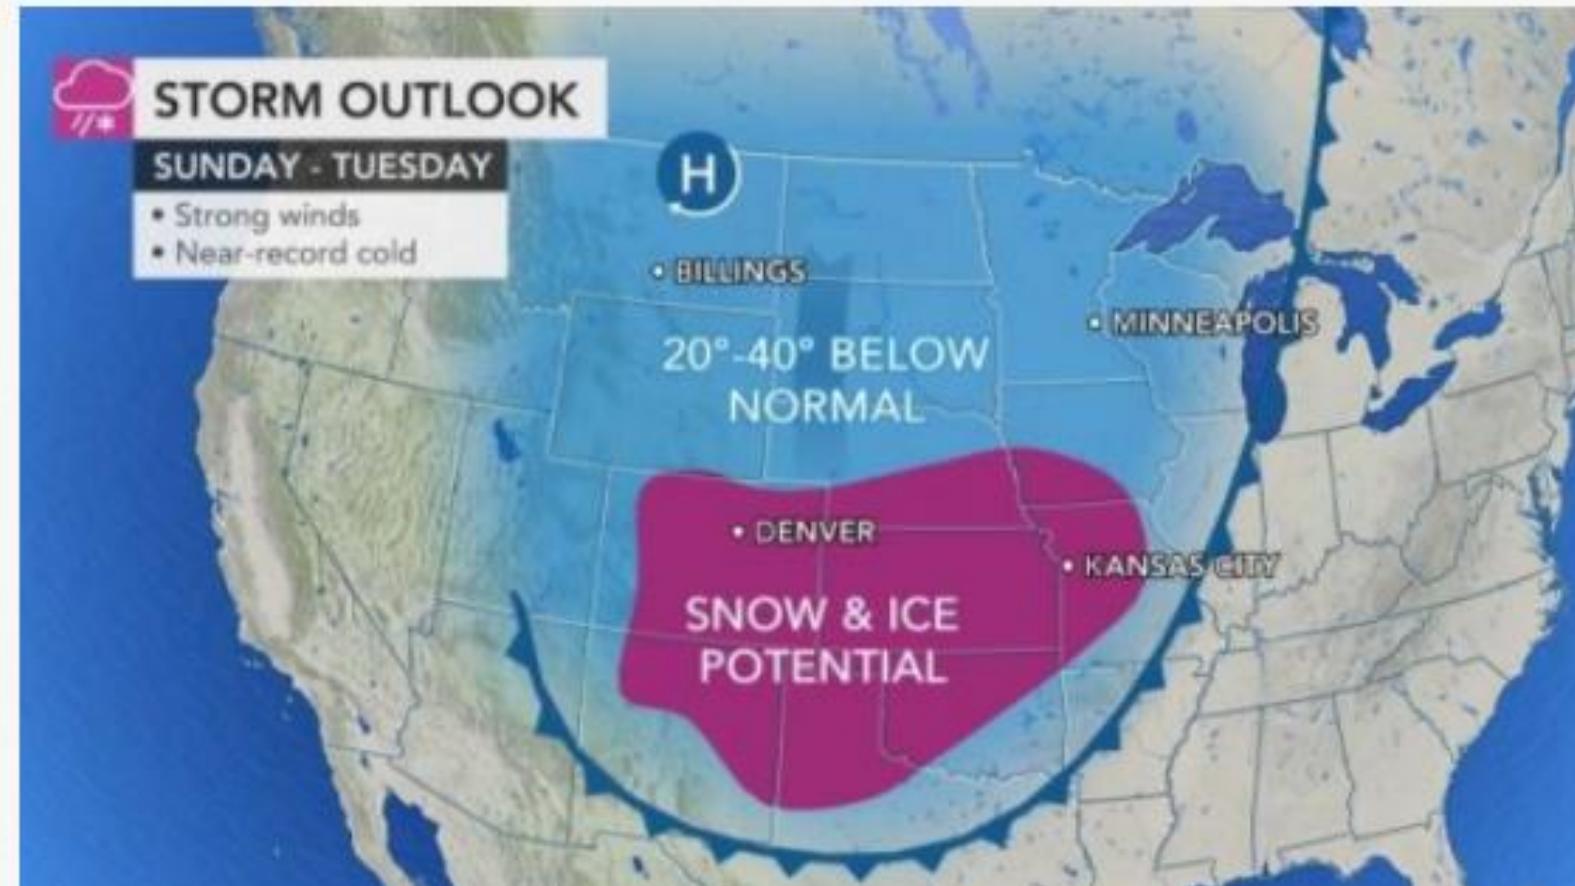 STORM OUTLOOK
SUNDAY - TUESDAY
• Strong winds
• Near-record cold
H
• BILLINGS
• MINNEAPOLIS
20°-40° BELOW
NORMAL
• DENVER
• KANSAS CITY
SNOW & ICE
POTENTIAL